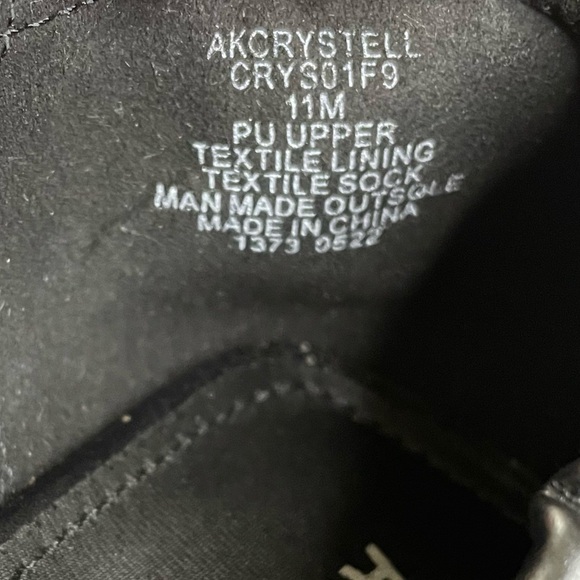 AKCRYSTELL
CRYS01F9
11M
PU UPPER
TEXTILE LINING
TEXTILE SOCK
MAN MADE OUTSOLE
MADE IN CHINA
1373 0522